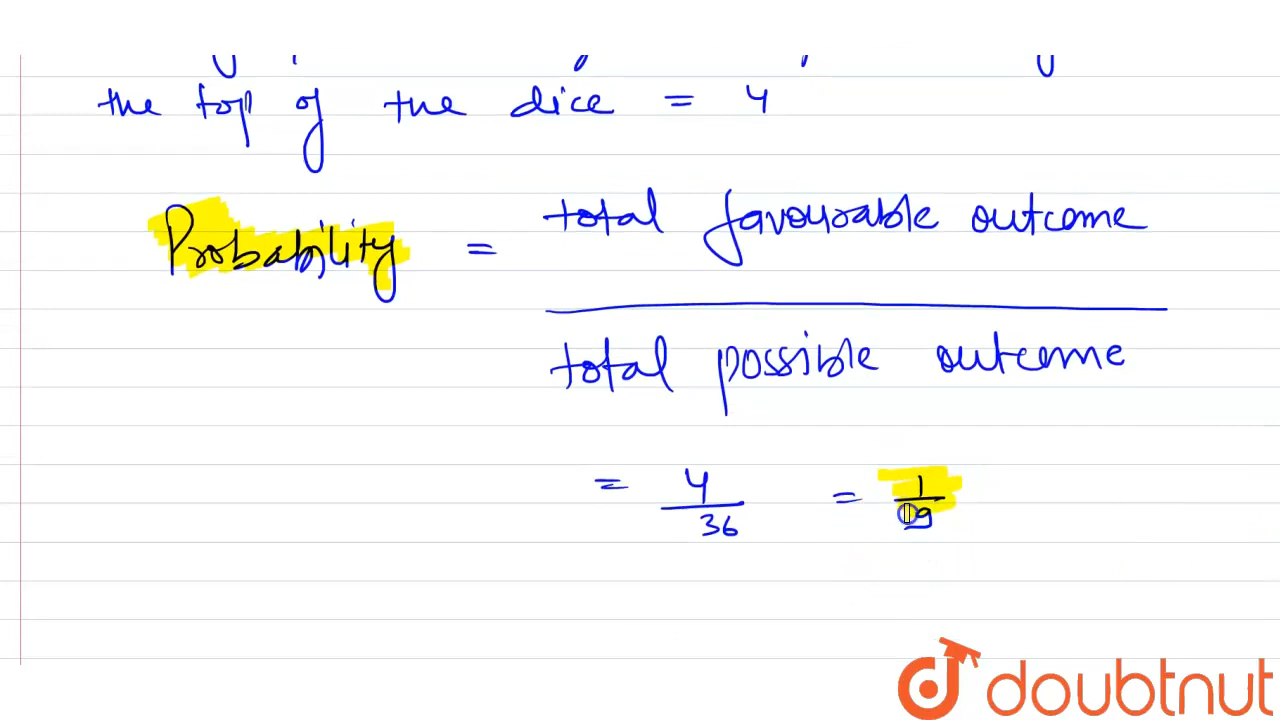 the top of the dice = 4
Probability = total favourable outcome
total possible outcome
= 4/36 = 1/9
doubtnut